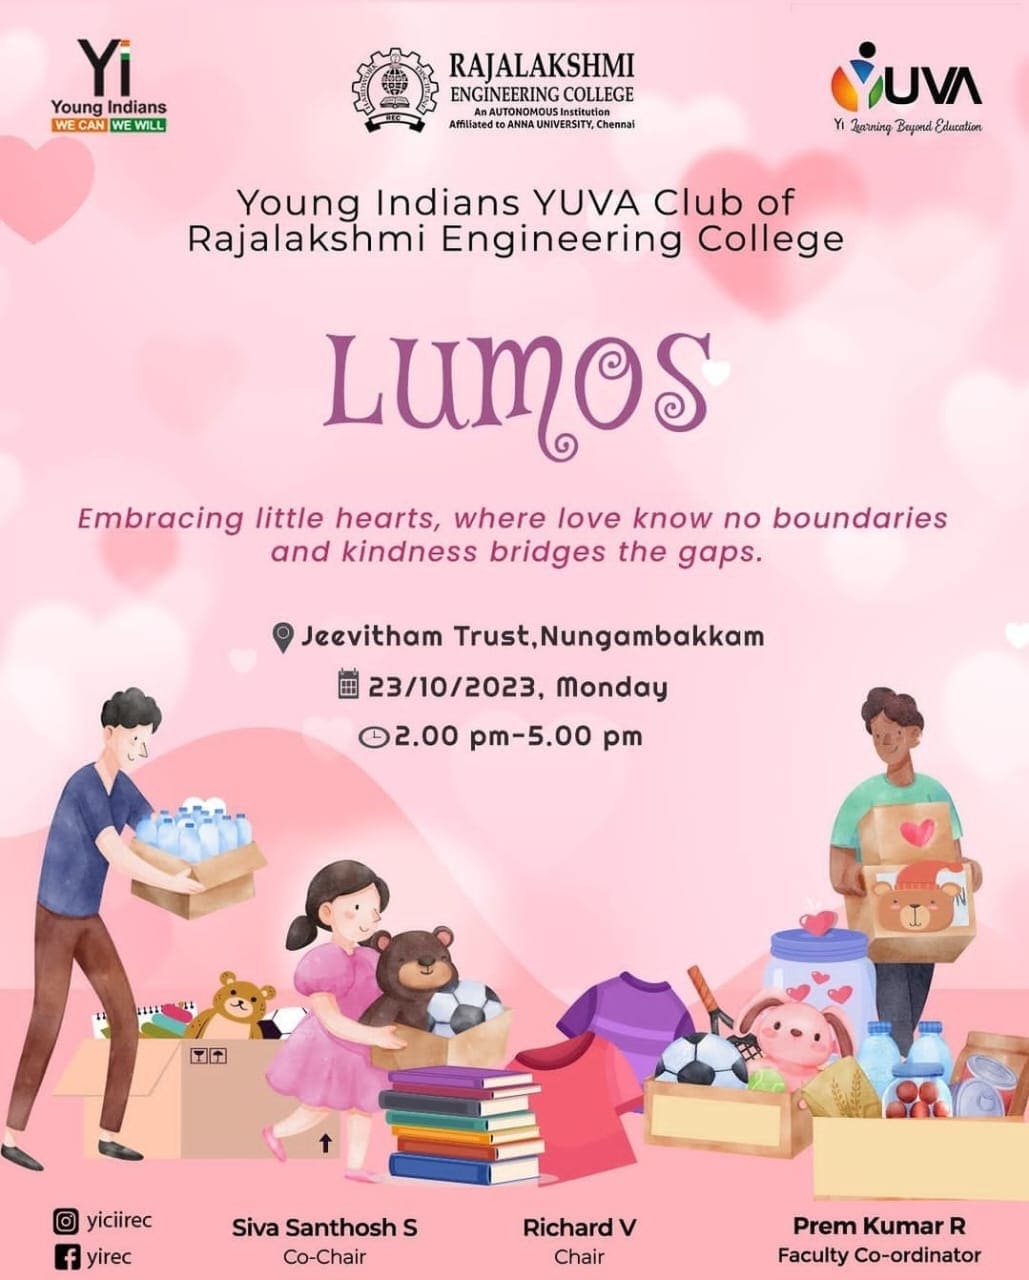 Yi
Young Indians
WE CAN WE WILL
RAJALAKSHMI
ENGINEERING COLLEGE
An AUTONOMOUS Institution
Affiliated to ANNA UNIVERSITY, Chennai
REC
YUVA
Yi Learning Beyond Education
Young Indians YUVA Club of
Rajalakshmi Engineering College
LUMOS
Embracing little hearts, where love know no boundaries
and kindness bridges the gaps.
Jeevitham Trust,Nungambakkam
23/10/2023, Monday
2.00 pm-5.00 pm
yiciirec
yirec
Siva Santhosh S
Co-Chair
Richard V
Chair
Prem Kumar R
Faculty Co-ordinator